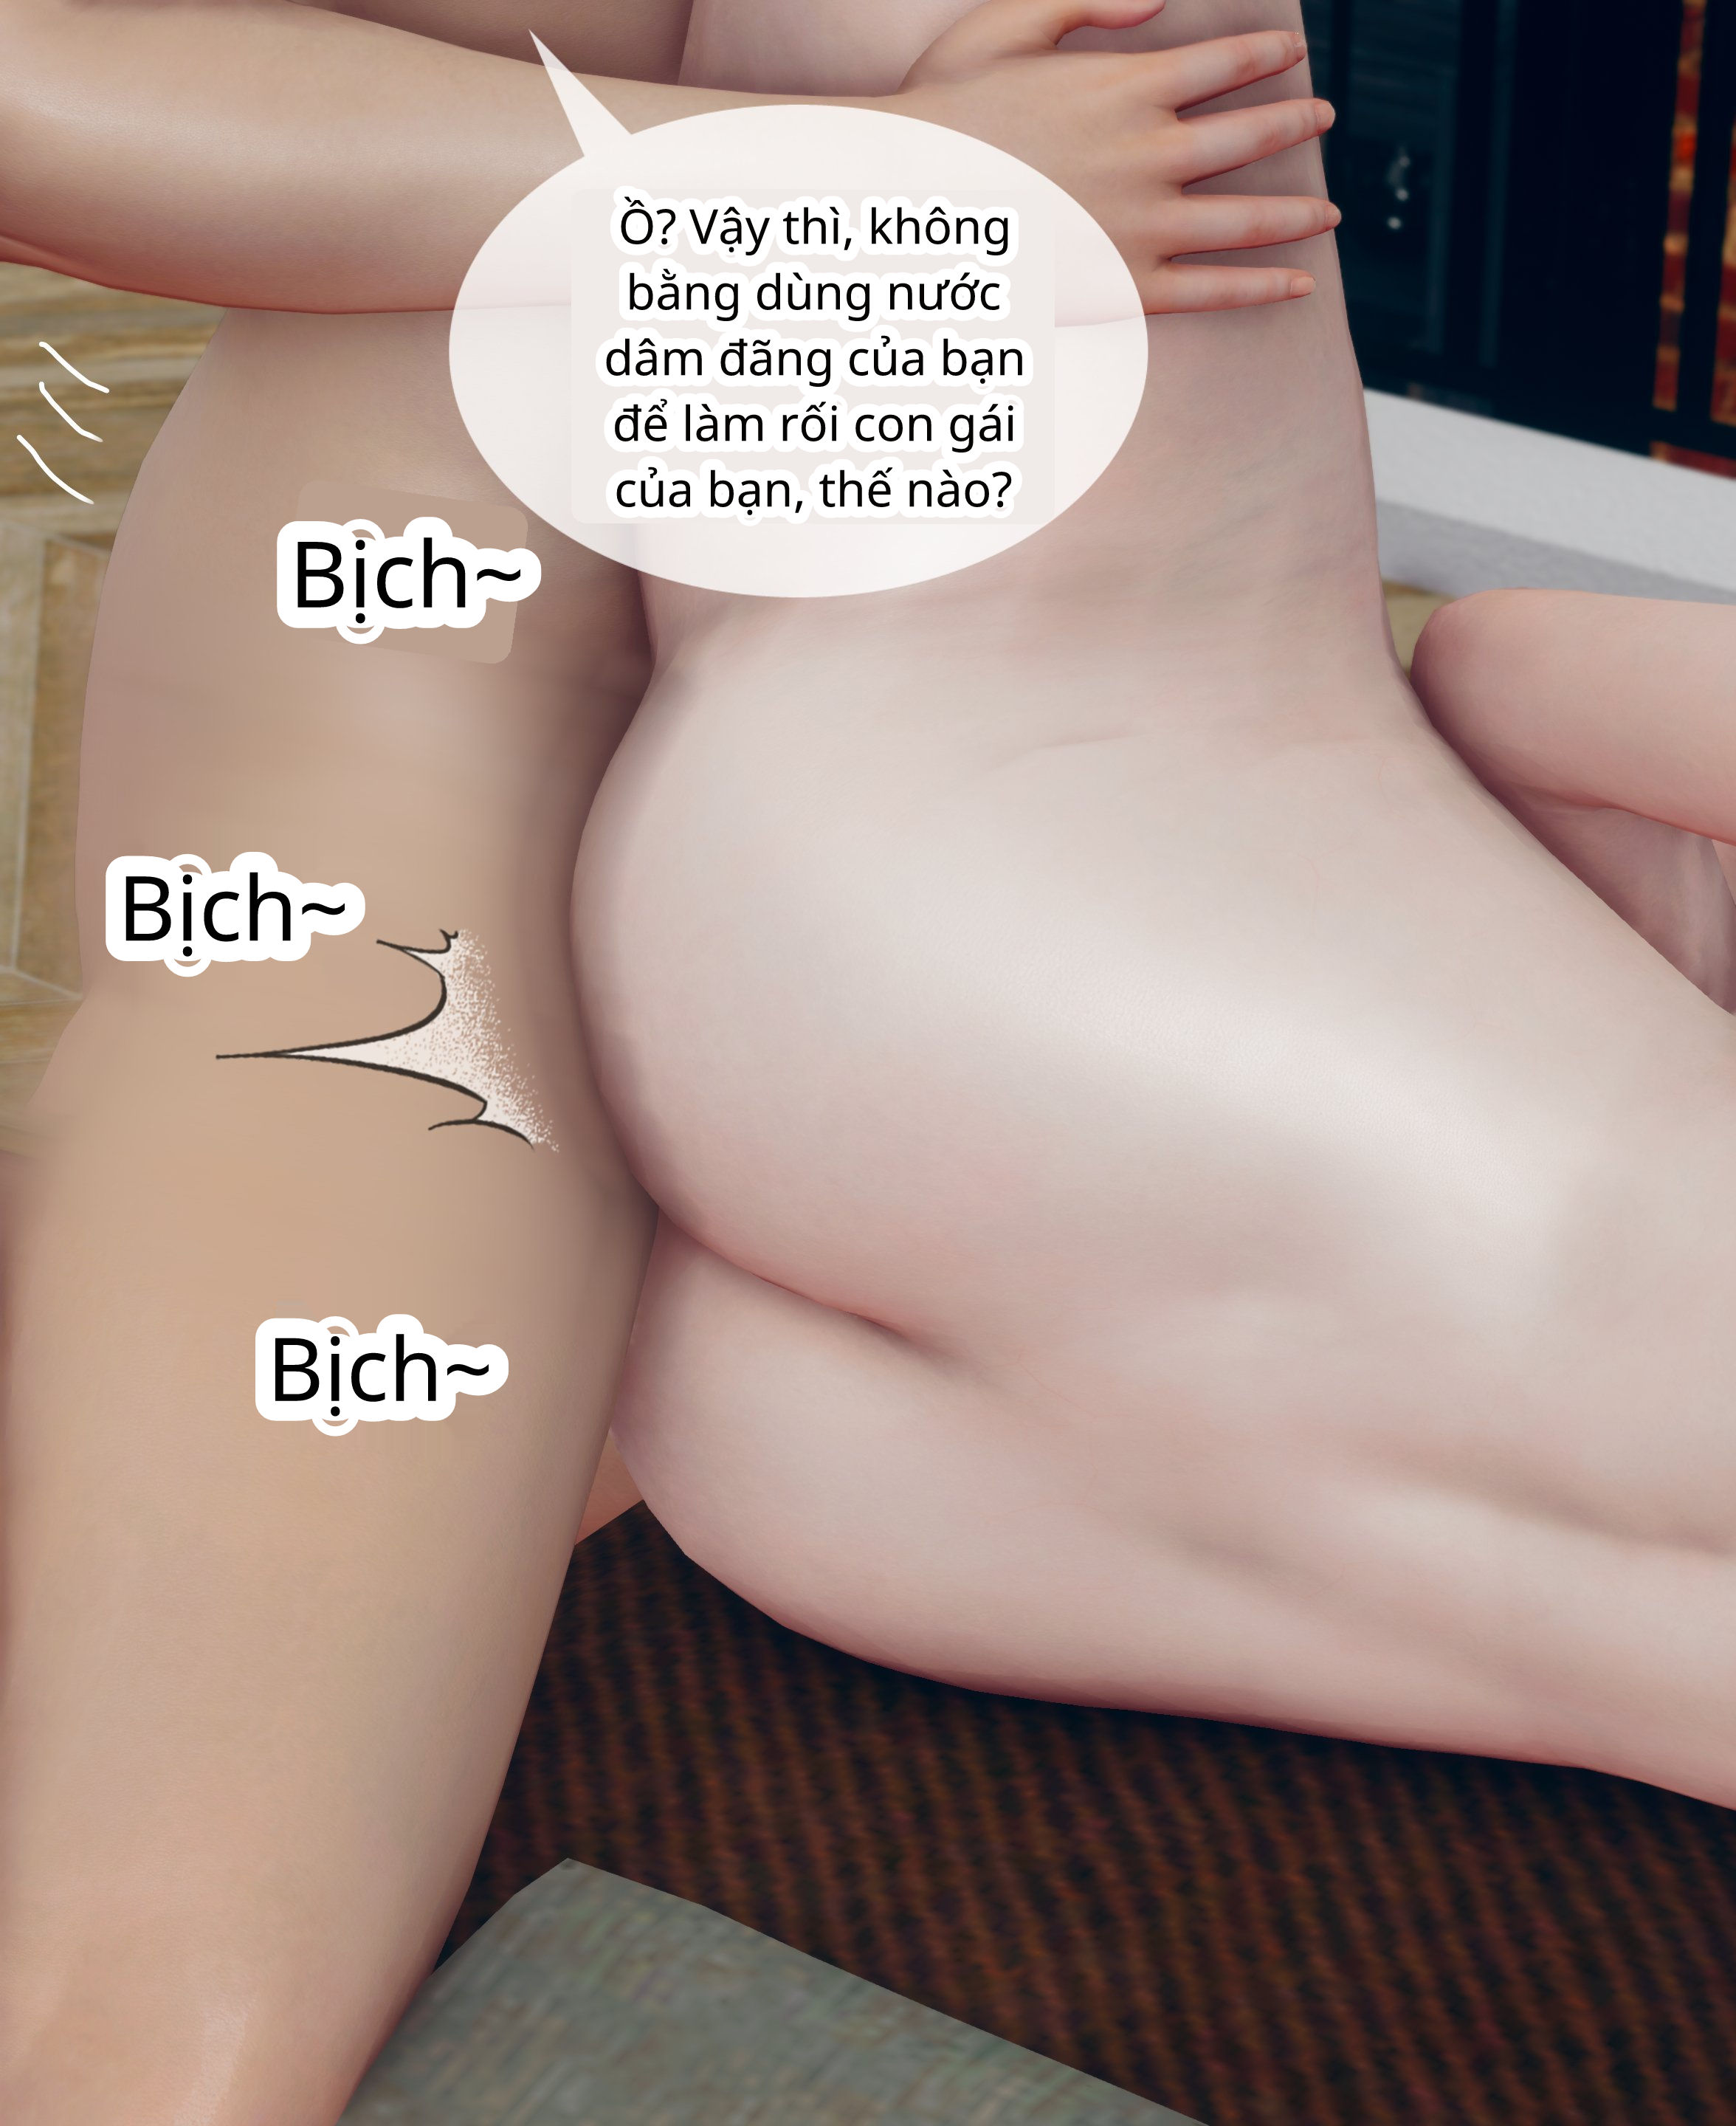 Ồ? Vậy thì, không
bằng dùng nước
dâm đãng của bạn
để làm rối con gái
của bạn, thế nào?
Bịch~
Bịch~
Bịch~